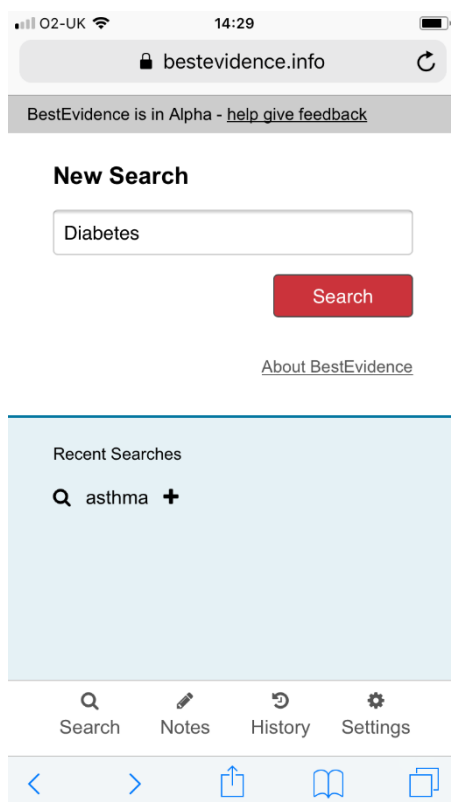 O2-UK 14:29
bestevidence.info
BestEvidence is in Alpha - help give feedback
New Search
Diabetes
Search
About BestEvidence
Recent Searches
asthma
Search Notes History Settings